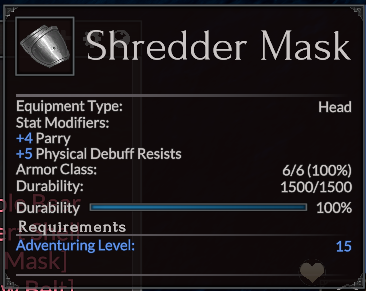 Shredder Mask
Equipment Type: Head
Stat Modifiers:
+4 Parry
+5 Physical Debuff Resists
Armor Class: 6/6 (100%)
Durability: 1500/1500
Durability 100%
Requirements
Adventuring Level: 15
Mask]
Belt]